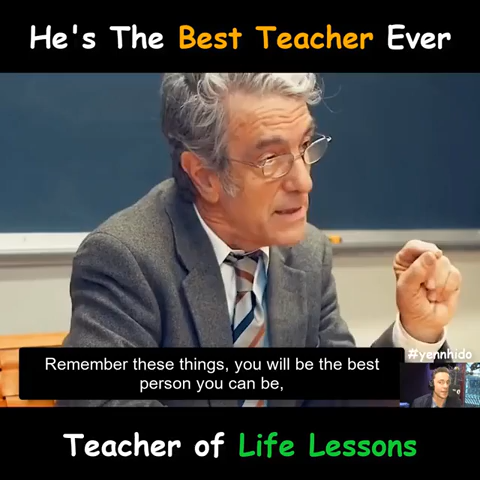 He's The Best Teacher Ever
Remember these things, you will be the best
person you can be,
#yennhido
Teacher of Life Lessons